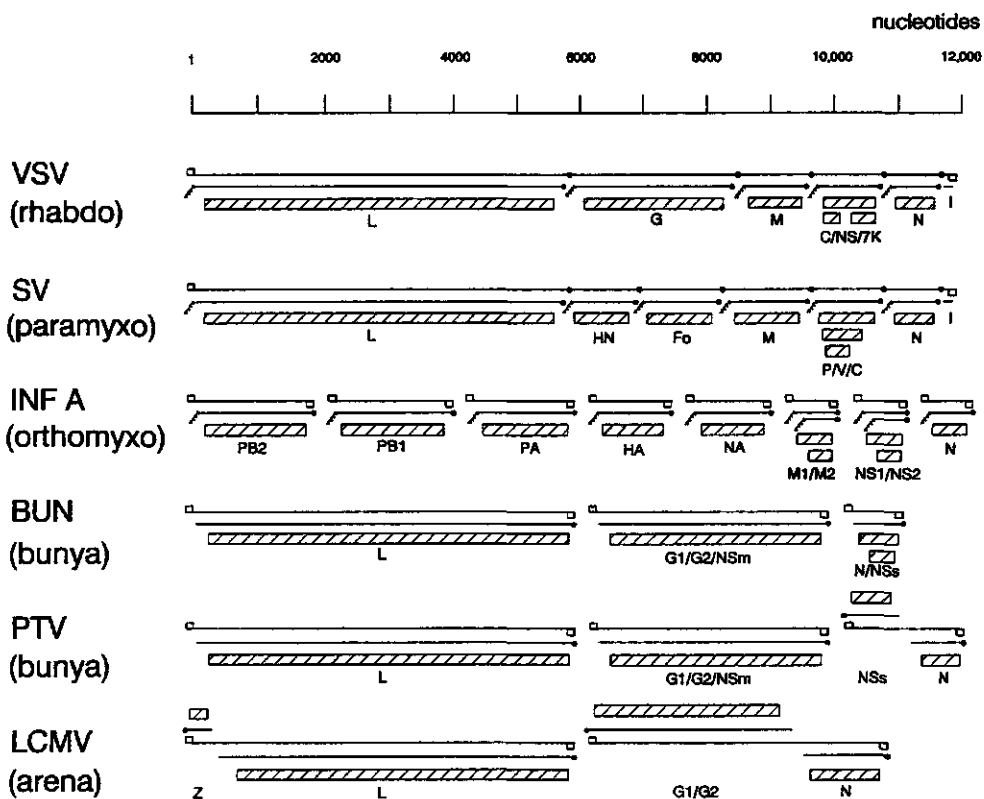 nucleotides
1 2000 4000 6000 8000 10,000 12,000
VSV
(rhabdo)
L G M C/NS/7K N l
SV
(paramyxo)
L HN Fo M P/V/C N l
INF A
(orthomyxo)
PB2 PB1 PA HA NA M1/M2 NS1/NS2 N
BUN
(bunya)
L G1/G2/NSm N/NSs
PTV
(bunya)
L G1/G2/NSm NSs N
LCMV
(arena)
Z L G1/G2 N